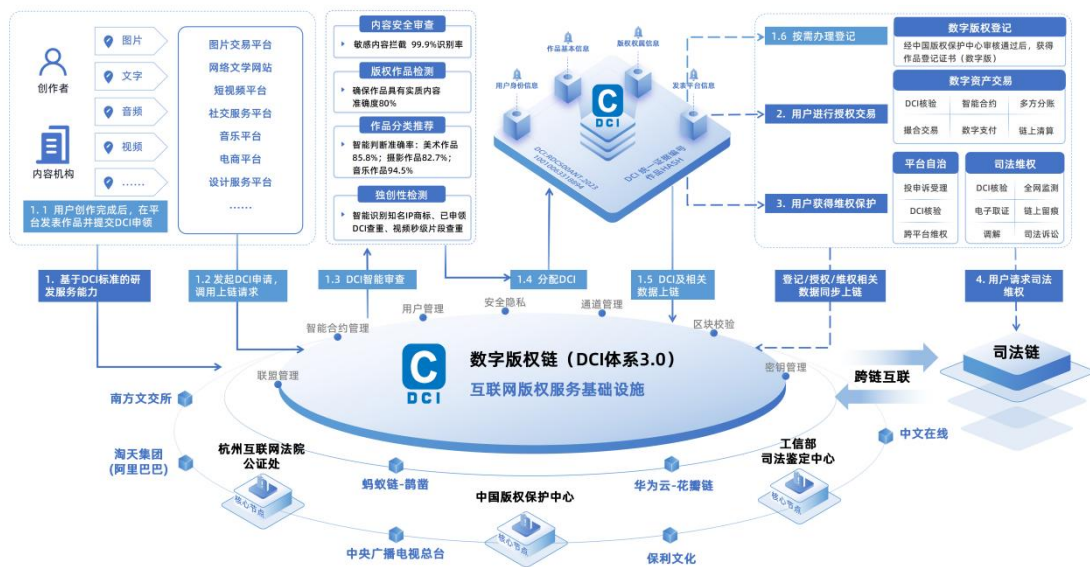 创作者
内容机构
图片
文字
音频
视频
......
1.1 用户创作完成后，在平
台发表作品并提交DCI申领
图片交易平台
网络文学网站
短视频平台
社交服务平台
音乐平台
电商平台
设计服务平台
......
内容安全审查
敏感内容拦截 99.9%识别率
版权作品检测
确保作品具有实质内容
准确度80%
作品分类推荐
智能判断准确率：美术作品
85.8%；摄影作品82.7%；
音乐作品94.5%
独创性检测
智能识别知名IP商标、已申领
DCI查重、视频秒级片段查重
用户身份信息
作品基本信息
版权权属信息
发表平台信息
C
DCI
DCI-RDCS00ANT-2023
10010063318894
DCI 统一证据编号
作品HASH
1.6 按需办理登记
2. 用户进行授权交易
3. 用户获得维权保护
数字版权登记
经中国版权保护中心审核通过后，获得
作品登记证书（数字版）
数字资产交易
DCI核验
智能合约
多方分账
撮合交易
数字支付
链上清算
平台自治
投申诉受理
DCI核验
跨平台维权
司法维权
DCI核验
全网监测
电子取证
链上留痕
调解
司法诉讼
1. 基于DCI标准的研
发服务能力
1.2 发起DCI申请，
调用上链请求
1.3 DCI智能审查
1.4 分配DCI
1.5 DCI及相关
数据上链
登记/授权/维权相关
数据同步上链
4. 用户请求司法
维权
联盟管理
智能合约管理
用户管理
安全隐私
通道管理
区块校验
密钥管理
C
DCI
数字版权链（DCI体系3.0）
互联网版权服务基础设施
跨链互联
司法链
南方文交所
淘天集团
(阿里巴巴)
杭州互联网法院
公证处
核心节点
蚂蚁链-鹊凿
中央广播电视总台
中国版权保护中心
核心节点
华为云-花瓣链
保利文化
工信部
司法鉴定中心
核心节点
中文在线